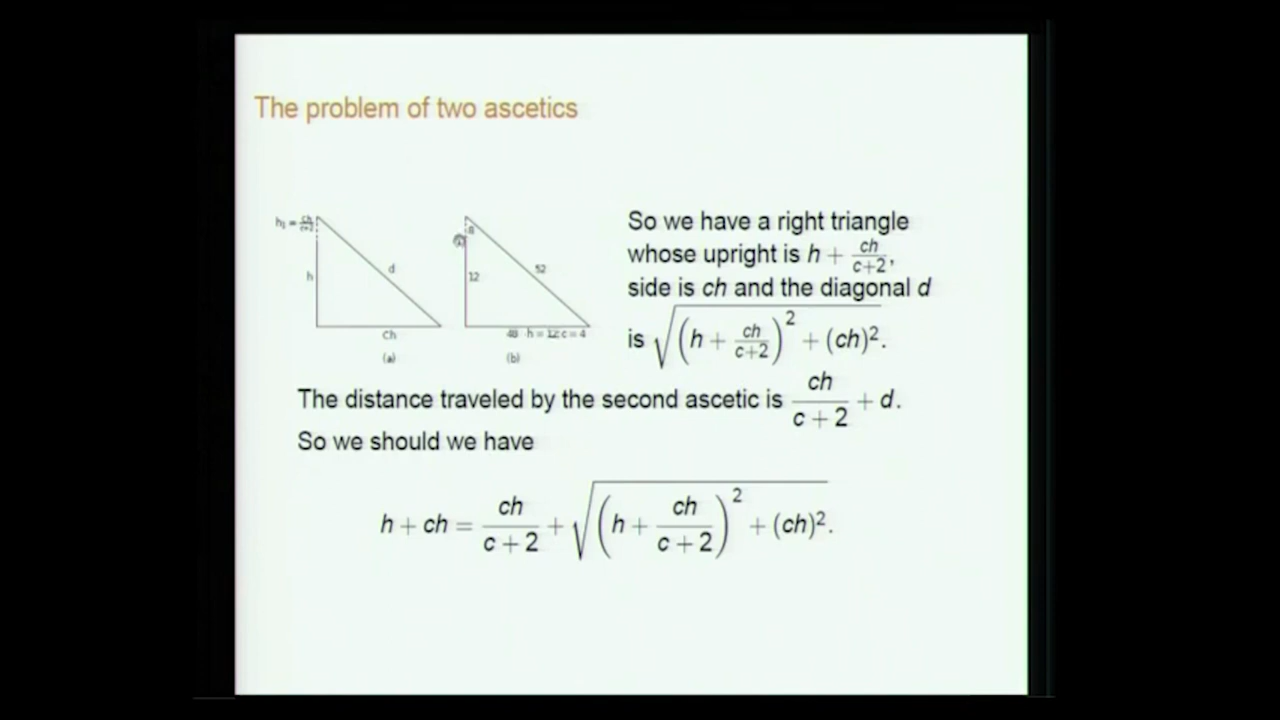 The problem of two ascetics
h₁ = ch/(c+2)
h
d
Ch
(a)
8
12
52
48 h = 12 c = 4
(b)
So we have a right triangle
whose upright is h + ch/(c+2),
side is ch and the diagonal d
is √((h + ch/(c+2))² + (ch)²).
The distance traveled by the second ascetic is ch/(c + 2) + d.
So we should we have
h + ch = ch/(c + 2) + √((h + ch/(c + 2))² + (ch)²).